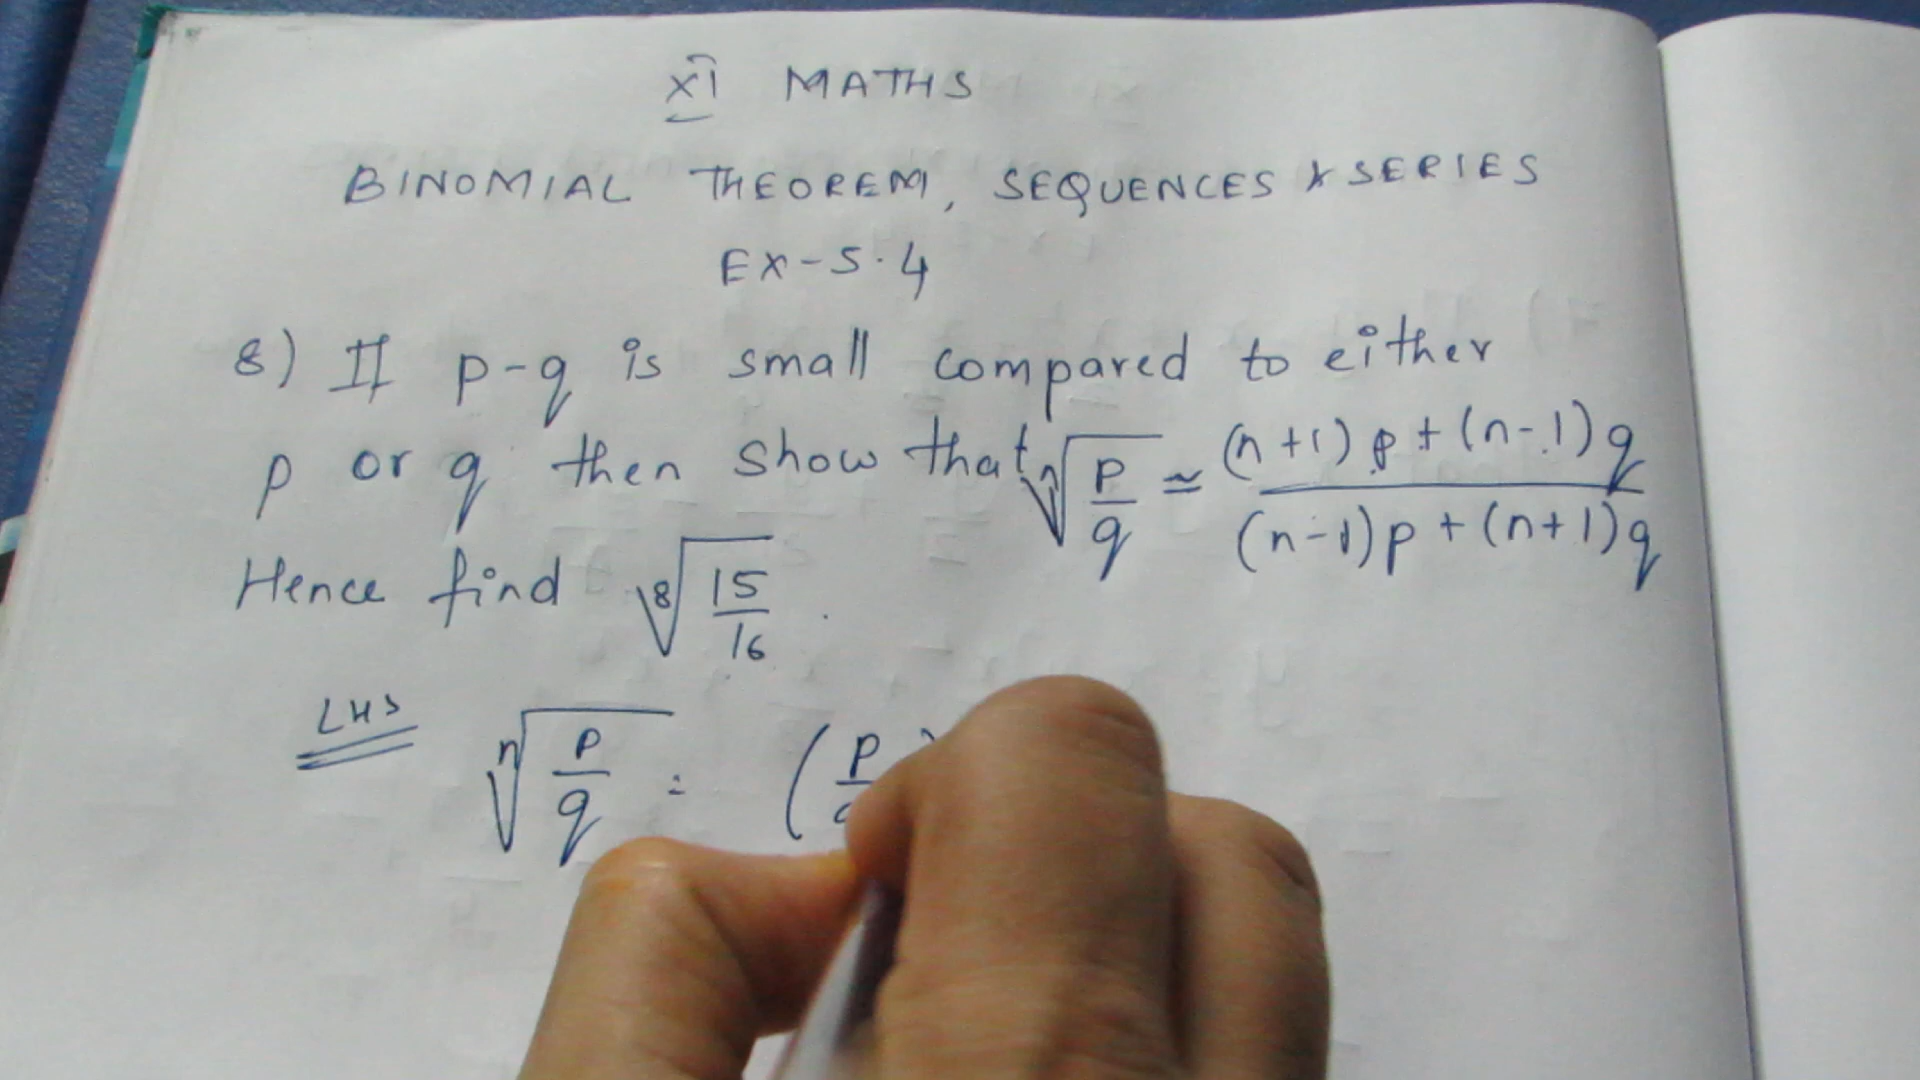 XI MATHS
BINOMIAL THEOREM, SEQUENCES & SERIES
EX-5.4
8) If p-q is small compared to either
p or q then show that ⁿ√(p/q) ≃ ((n+1)p+(n-1)q)/((n-1)p+(n+1)q)
Hence find ⁸√(15/16).
LHS ⁿ√(p/q) = (p/q)